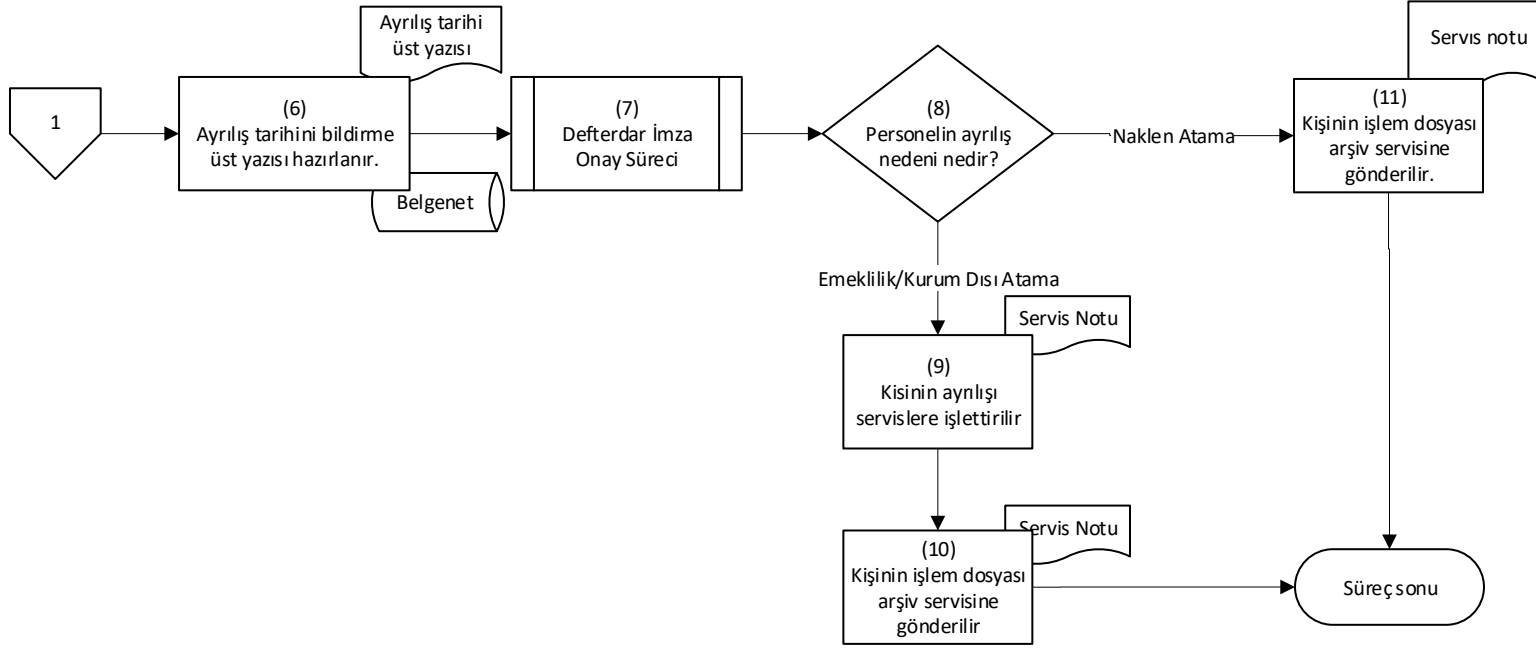 1
Ayrılış tarihi
üst yazısı
(6)
Ayrılış tarihini bildirme
üst yazısı hazırlanır.
Belgenet
(7)
Defterdar İmza
Onay Süreci
(8)
Personelin ayrılış
nedeni nedir?
Naklen Atama
Servıs notu
(11)
Kişinin işlem dosyası
arşiv servisine
gönderilir.
Emeklilik/Kurum Dısı Atama
Servis Notu
(9)
Kisinin ayrılışı
servislere işlettirilir
Servis Notu
(10)
Kişinin işlem dosyası
arşiv servisine
gönderilir
Süreç sonu